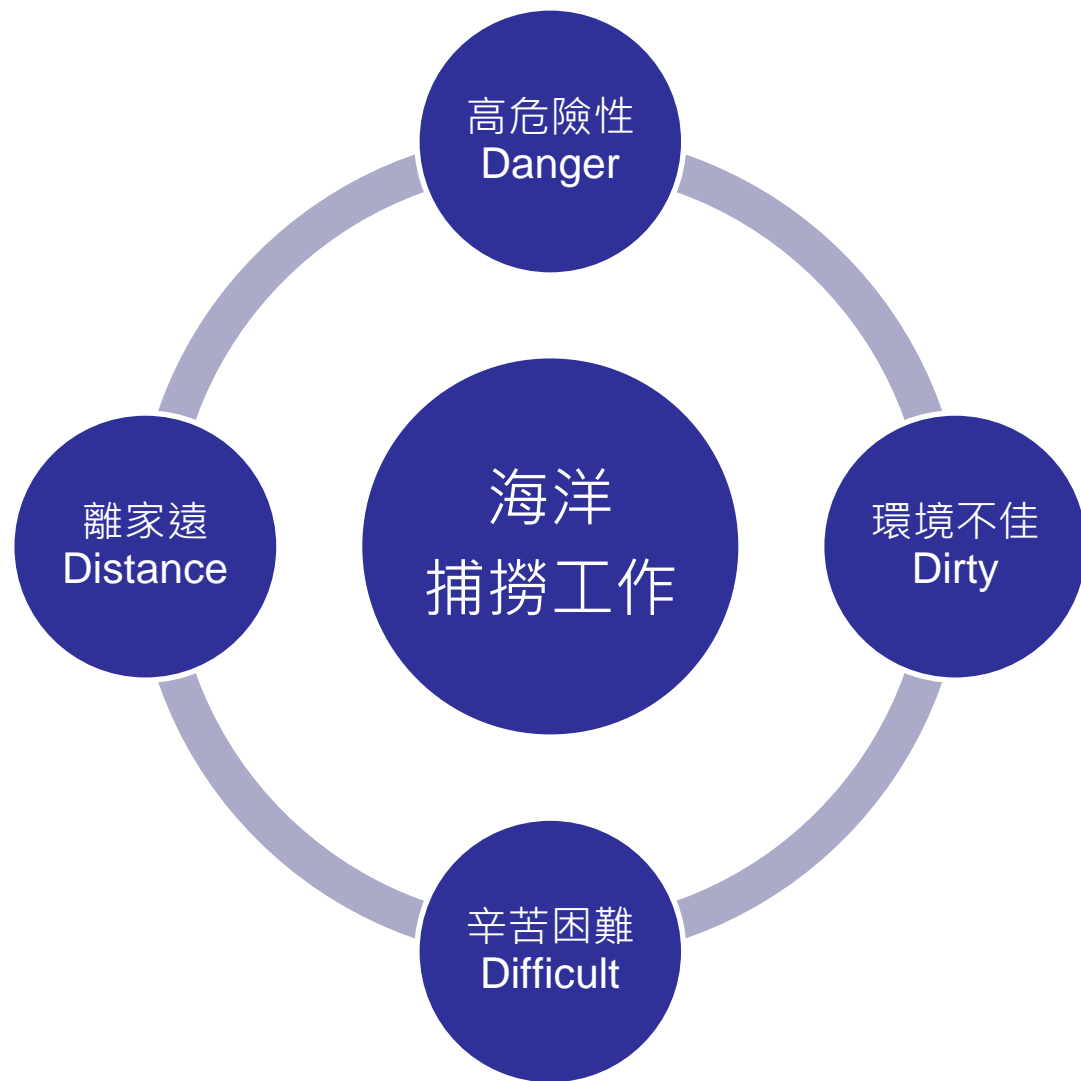 高危險性
Danger
離家遠
Distance
海洋
捕撈工作
環境不佳
Dirty
辛苦困難
Difficult